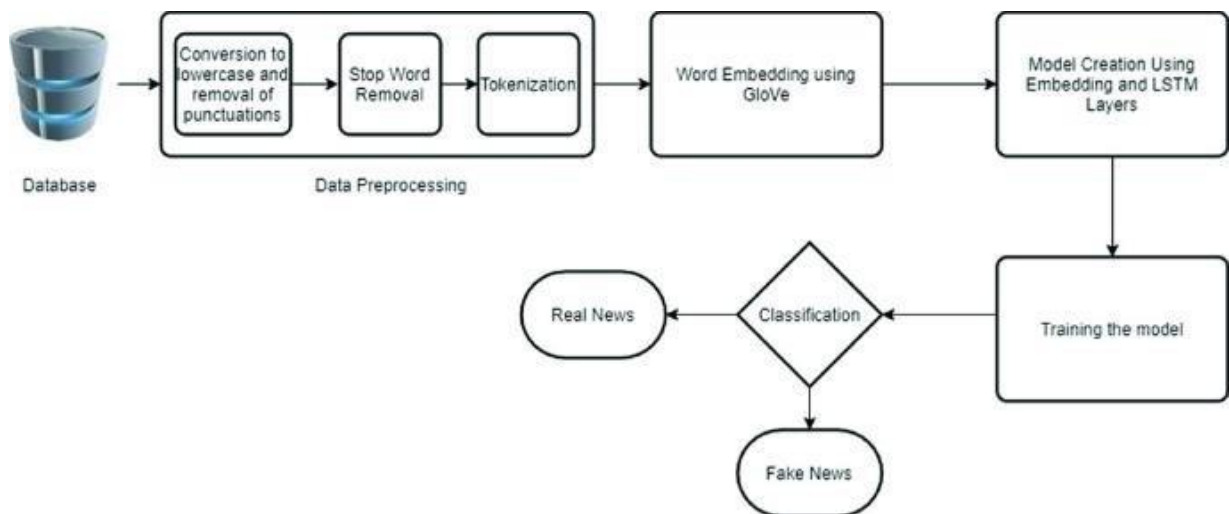 Conversion to
lowercase and
removal of
punctuations
Stop Word
Removal
Tokenization
Word Embedding using
GloVe
Model Creation Using
Embedding and LSTM
Layers
Database
Data Preprocessing
Real News
Classification
Training the model
Fake News